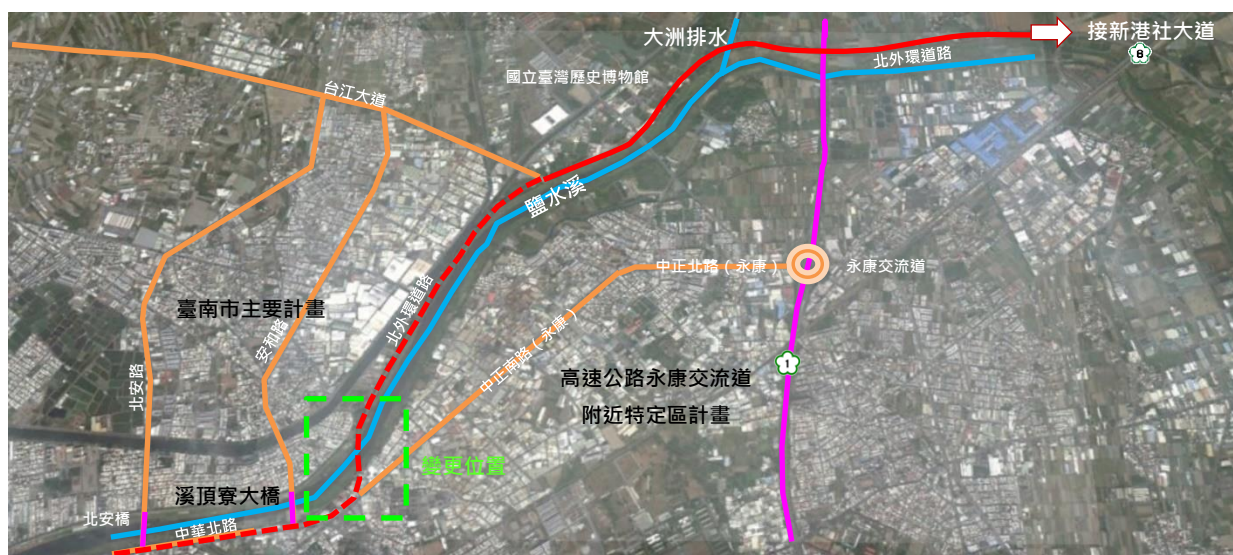 大洲排水
接新港社大道
8
北外環道路
國立臺灣歷史博物館
台江大道
鹽水溪
中正北路(永康)
永康交流道
臺南市主要計畫
北外環道路
安和路
中正南路(永康)
1
高速公路永康交流道
附近特定區計畫
北安路
變更位置
溪頂寮大橋
北安橋
中華北路